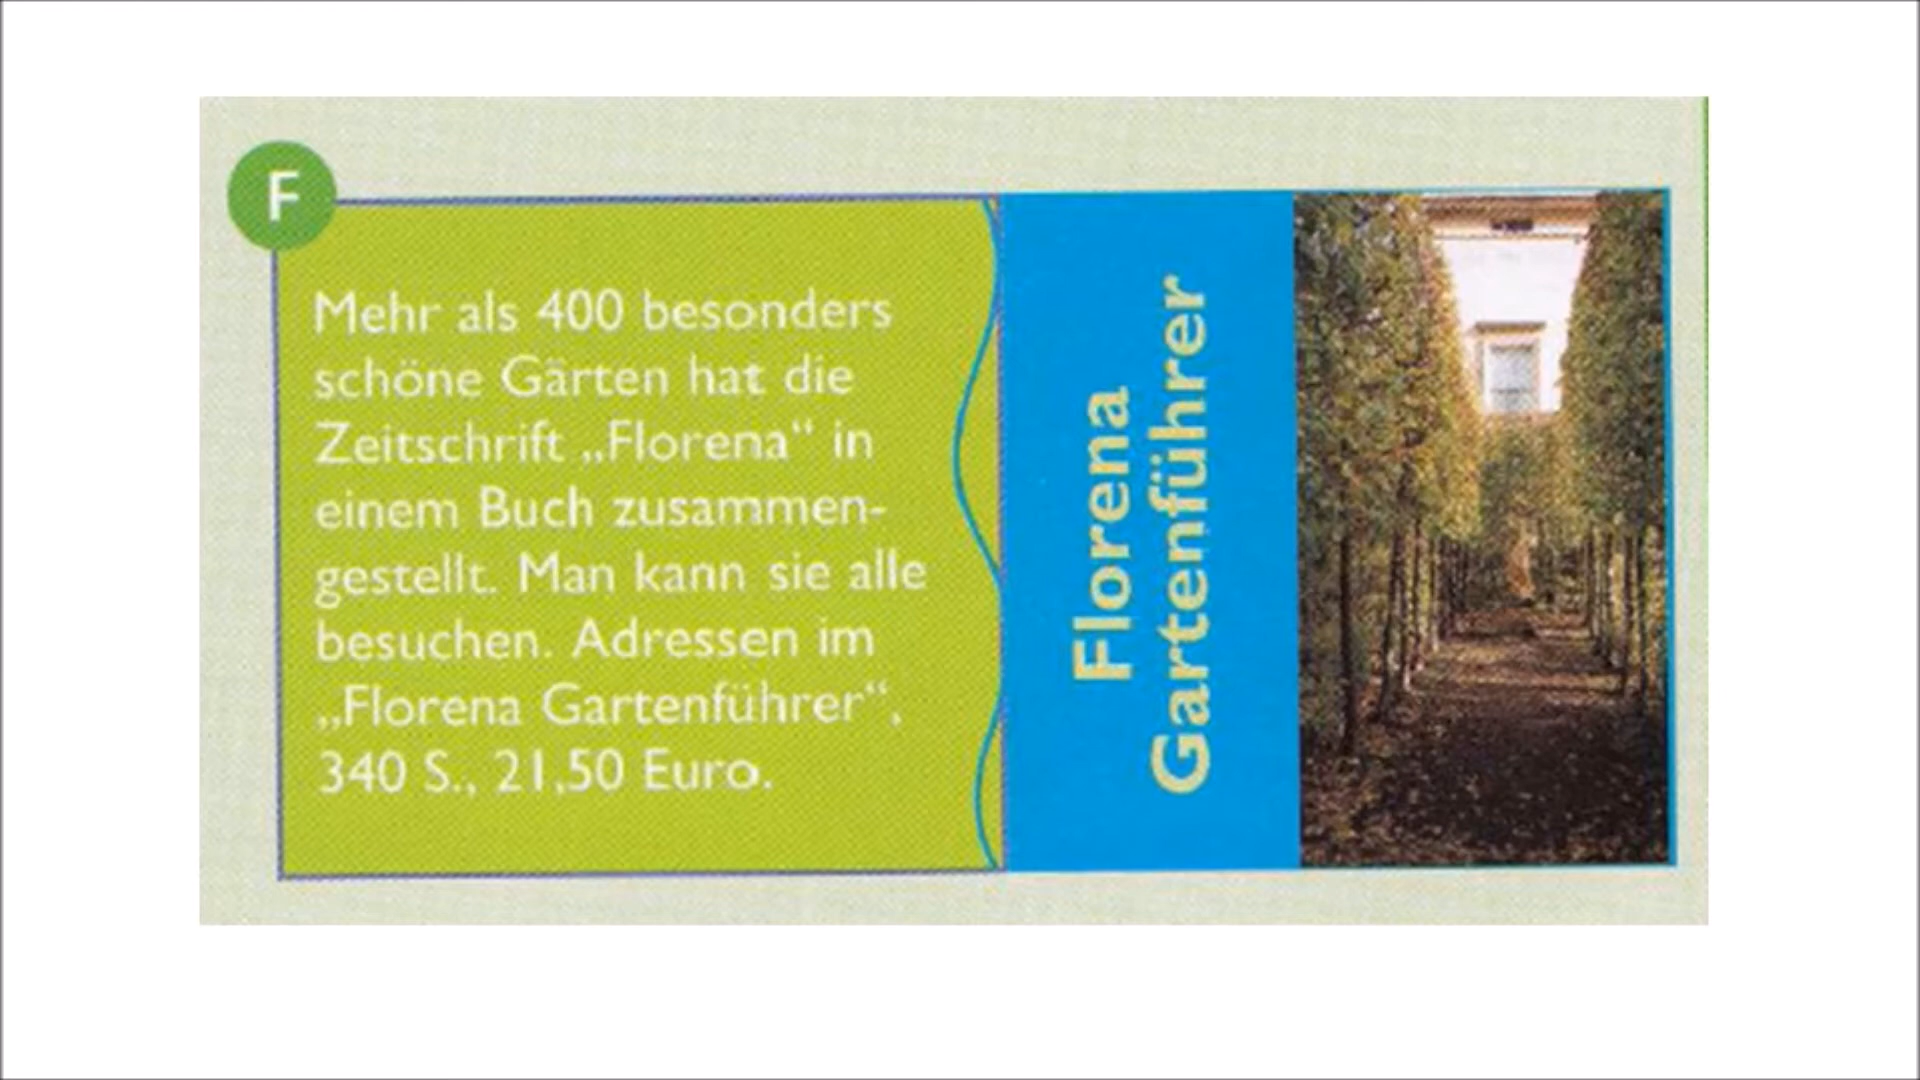 F
Mehr als 400 besonders
schöne Gärten hat die
Zeitschrift „Florena“ in
einem Buch zusammen-
gestellt. Man kann sie alle
besuchen. Adressen im
„Florena Gartenführer“,
340 S., 21,50 Euro.
Florena
Gartenführer